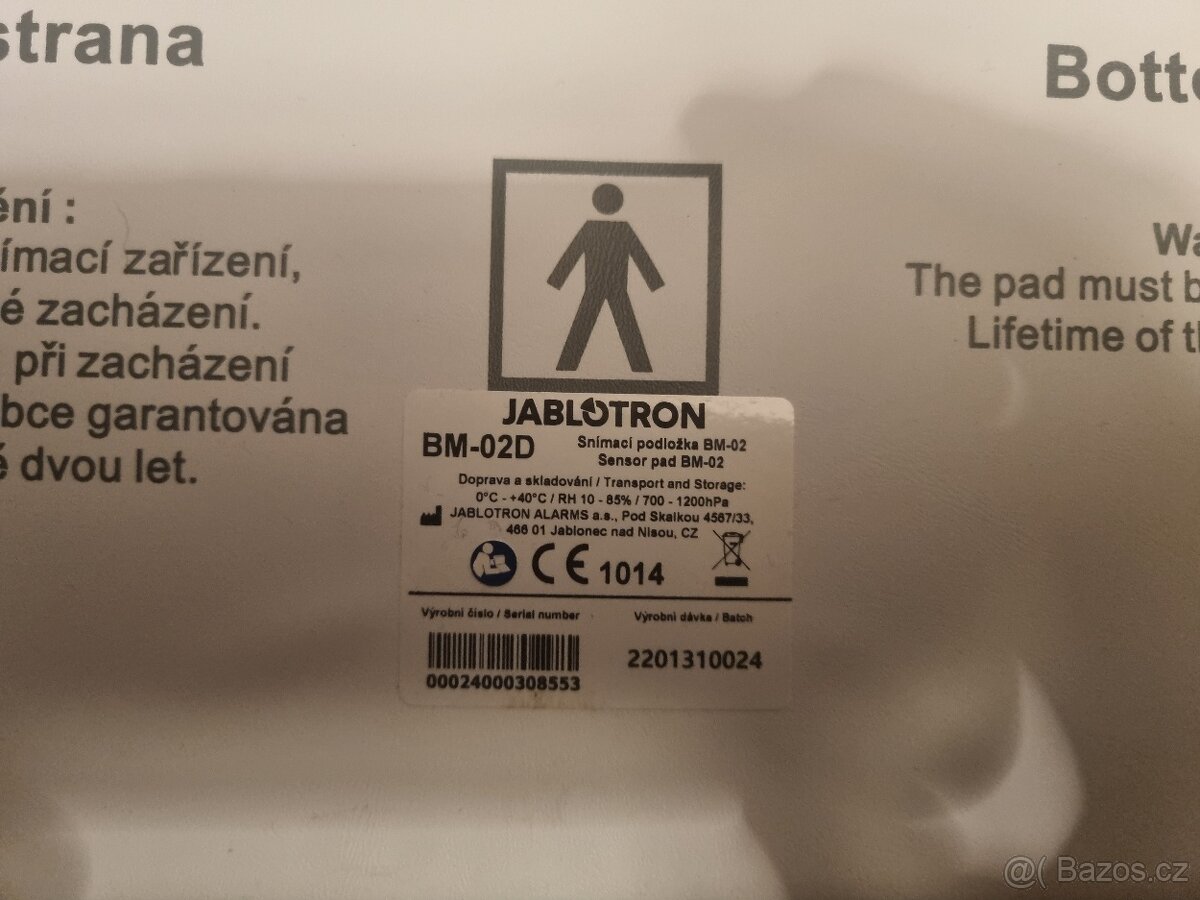 strana
Botto
ění :
ímací zařízení,
é zacházení.
při zacházení
bce garantována
ě dvou let.
Wa
The pad must b
Lifetime of th
JABLOTRON
BM-02D
Snímací podložka BM-02
Sensor pad BM-02
Doprava a skladování / Transport and Storage:
0°C - +40°C / RH 10 - 85% / 700 - 1200hPa
JABLOTRON ALARMS a.s., Pod Skalkou 4567/33,
466 01 Jablonec nad Nisou, CZ
CE 1014
Výrobní číslo / Serial number
Výrobní dávka / Batch
00024000308553
2201310024
@( Bazos.cz